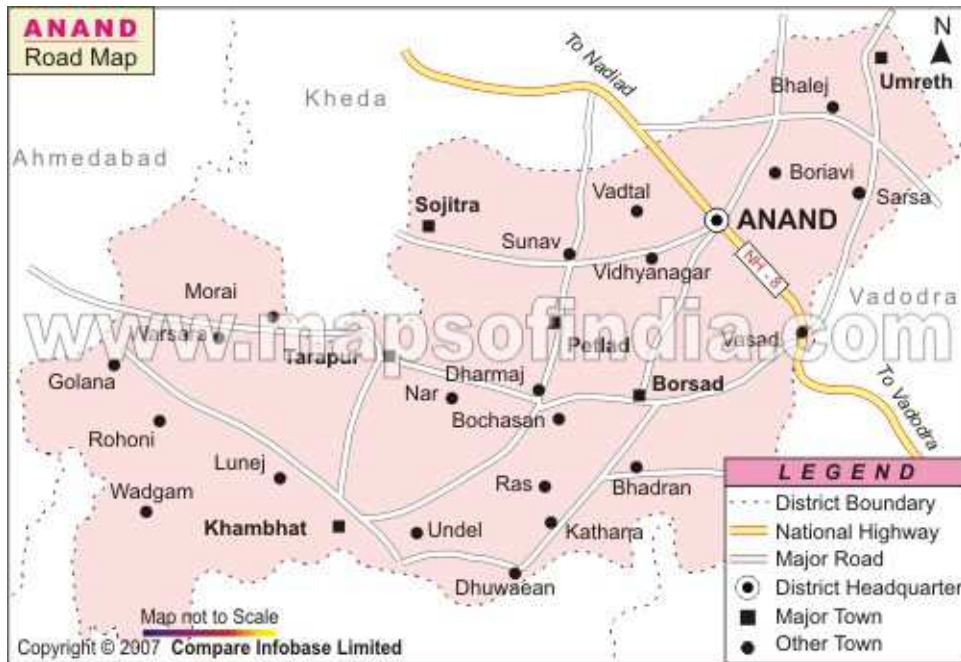 ANAND
Road Map
N
To Nadiad
Umreth
Bhalej
Kheda
Ahmedabad
Boriavi
Sarsa
Vadtal
Sojitra
ANAND
Sunav
Vidhyanagar
NH - 8
Vadodra
Morai
www.mapsofindia.com
Warsara
Vasad
Petlad
Tarapur
Golana
Dharmaj
Borsad
Nar
Bochasan
To Vadodra
Rohoni
Lunej
Ras
Bhadran
Wadgam
Khambhat
Undel
Kathana
Dhuwaean
LEGEND
District Boundary
National Highway
Major Road
District Headquarter
Major Town
Other Town
Map not to Scale
Copyright © 2007 Compare Infobase Limited